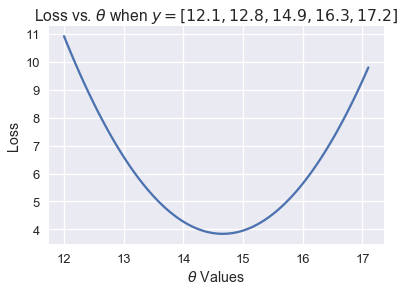 Loss vs. θ when y = [12.1, 12.8, 14.9, 16.3, 17.2]
11
10
9
8
7
6
5
4
Loss
12 13 14 15 16 17
θ Values